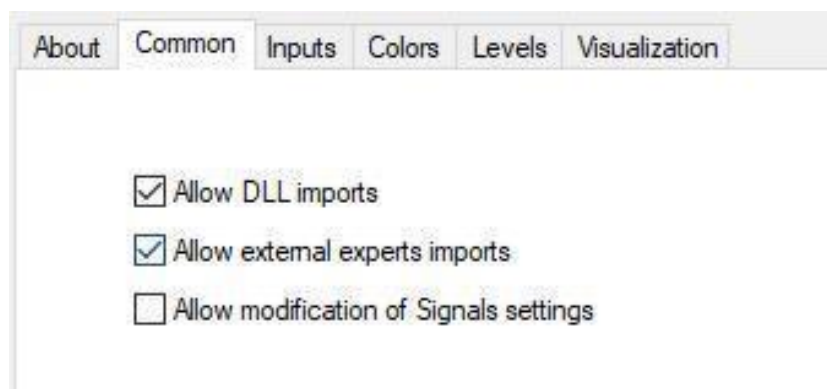 About Common Inputs Colors Levels Visualization
Allow DLL imports
Allow external experts imports
Allow modification of Signals settings